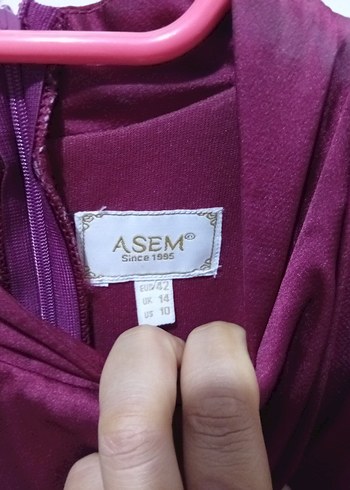 ASEM®
Since 1995
EUR 42
UK 14
US 10